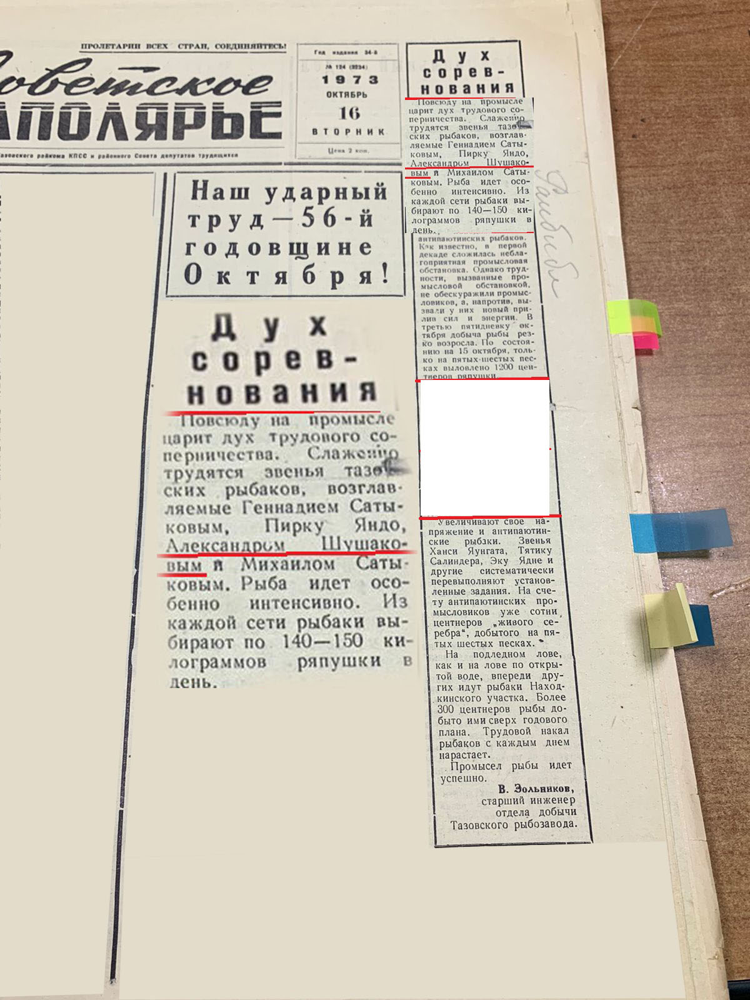 ПРОЛЕТАРИИ ВСЕХ СТРАН, СОЕДИНЯЙТЕСЬ!
Советское
АПОЛЯРЬЕ
азовского райкома КПСС и районного Совета депутатов трудящихся
Год издания 34-й
№ 124 (3234)
1973
ОКТЯБРЬ
16
ВТОРНИК
Цена 2 коп.
Наш ударный
труд — 56-й
годовщине
Октября!
Дух
сорев-
нования
Повсюду на промысле
царит дух трудового со-
перничества. Слаженно
трудятся звенья тазов-
ских рыбаков, возглав-
ляемые Геннадием Саты-
ковым, Пирку Яндо,
Александром Шушако-
вым и Михаилом Саты-
ковым. Рыба идет осо-
бенно интенсивно. Из
каждой сети рыбаки вы-
бирают по 140—150 ки-
лограммов ряпушки в
день.
Дух
сорев-
нования
Повсюду на промысле
царит дух трудового со-
перничества. Слаженно
трудятся звенья тазов-
ских рыбаков, возглав-
ляемые Геннадием Саты-
ковым, Пирку Яндо,
Александром Шушако-
вым и Михаилом Саты-
ковым. Рыба идет осо-
бенно интенсивно. Из
каждой сети рыбаки вы-
бирают по 140—150 ки-
лограммов ряпушки в
день.
антипаютинских рыбаков.
Как известно, в первой
декаде сложилась небла-
гоприятная промысловая
обстановка. Однако труд-
ности, вызванные про-
мысловой обстановкой,
не обескуражили промыс-
ловиков, а, напротив, вы-
звали у них новый при-
лив сил и энергии. В
третью пятидневку ок-
тября добыча рыбы рез-
ко возросла. По состоя-
нию на 15 октября, толь-
ко на пятых-шестых пес-
ках выловлено 1200 цен-
тнеров ряпушки.
Увеличивают свое на-
пряжение и антипаютин-
ские рыбаки. Звенья
Ханси Яунгата, Тятику
Салиндера, Эку Ядне и
другие систематически
перевыполняют установ-
ленные задания. На сче-
ту антипаютинских про-
мысловиков уже сотни
центнеров „живого се-
ребра“, добытого на пя-
тых шестых песках.
На подледном лове,
как и на лове по откры-
той воде, впереди дру-
гих идут рыбаки Наход-
кинского участка. Более
300 центнеров рыбы до-
быто ими сверх годового
плана. Трудовой накал
рыбаков с каждым днем
нарастает.
Промысел рыбы идет
успешно.
В. Зольников,
старший инженер
отдела добычи
Тазовского рыбозавода.